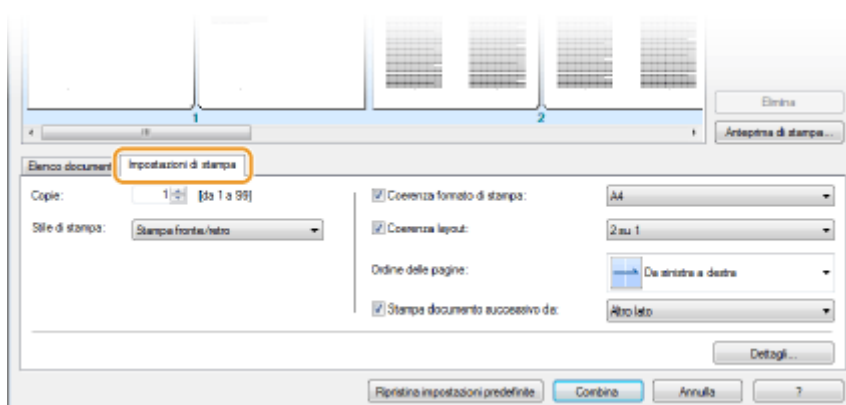 Elimina
1 2
Anteprima di stampa...
Elenco document Impostazioni di stampa
Copie: 1 [da 1 a 99] Coerenza formato di stampa: A4
Stile di stampa: Stampa fronte/retro Coerenza layout: 2 su 1
Ordine delle pagine: Da sinistra a destra
Stampa documento successivo da: Altro lato
Dettagli...
Ripristina impostazioni predefinite Combina Annulla ?